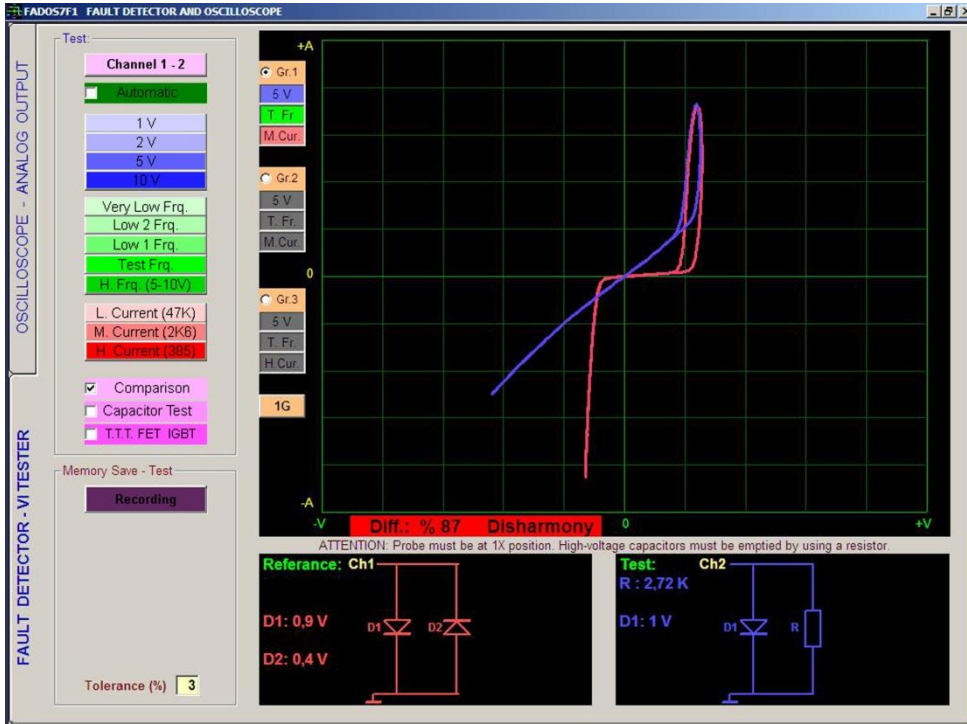 FADOS7F1 FAULT DETECTOR AND OSCILLOSCOPE
OSCILLOSCOPE - ANALOG OUTPUT
FAULT DETECTOR - VI TESTER
Test:
Channel 1 - 2
Automatic
1 V
2 V
5 V
10 V
Very Low Frq.
Low 2 Frq.
Low 1 Frq.
Test Frq.
H. Frq. (5-10V)
L. Current (47K)
M. Current (2K6)
H. Current (385)
Comparison
Capacitor Test
T.T.T. FET IGBT
Memory Save - Test
Recording
Tolerance (%) 3
+A
Gr.1
5 V
T. Fr
M.Cur.
Gr.2
5 V
T. Fr.
M.Cur.
0
Gr.3
5 V
T. Fr.
H.Cur.
1G
-A
-V
Diff.: % 87 Disharmony
0
+V
ATTENTION: Probe must be at 1X position. High-voltage capacitors must be emptied by using a resistor.
Referance: Ch1
D1: 0,9 V
D1
D2
D2: 0,4 V
Test: Ch2
R : 2,72 K
D1: 1 V
D1
R